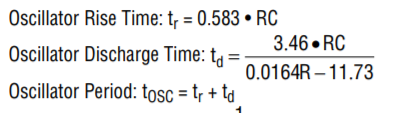 Oscillator Rise Time: tr = 0.583 • RC
Oscillator Discharge Time: td = 3.46 • RC / 0.0164R – 11.73
Oscillator Period: tOSC = tr + td
1